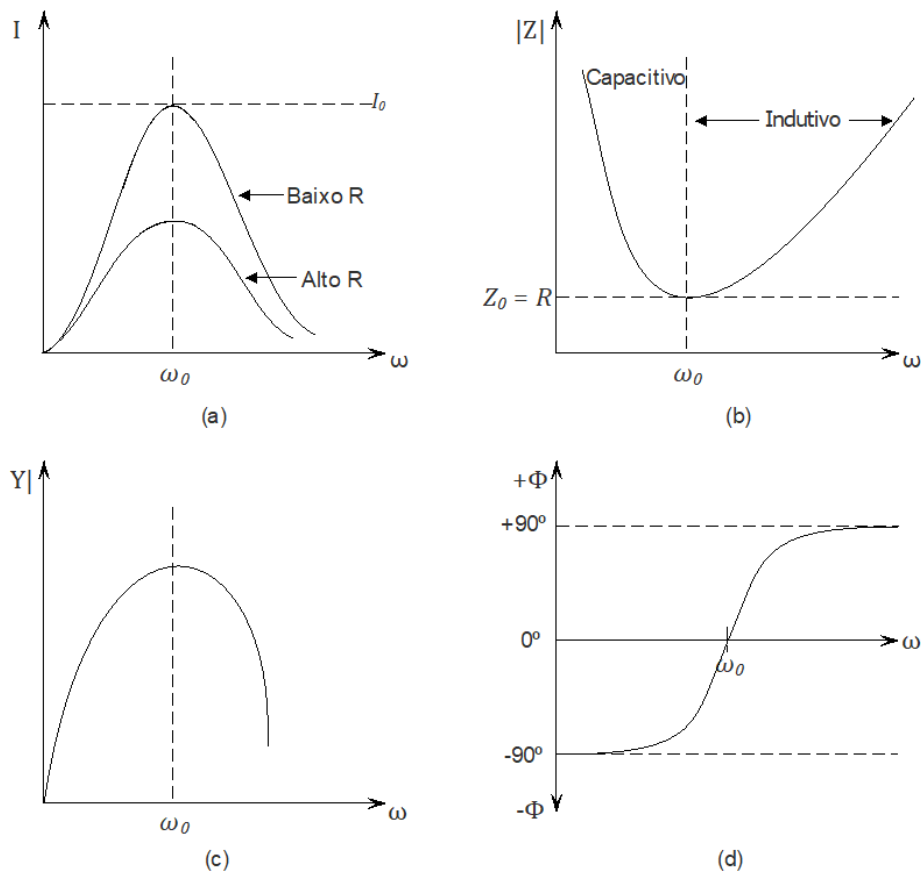 I
I₀
Baixo R
Alto R
ω
ω₀
(a)
|Z|
Capacitivo
Indutivo
Z₀ = R
ω
ω₀
(b)
Y|
ω
ω₀
(c)
+Φ
+90º
0º
ω
ω₀
-90º
-Φ
(d)